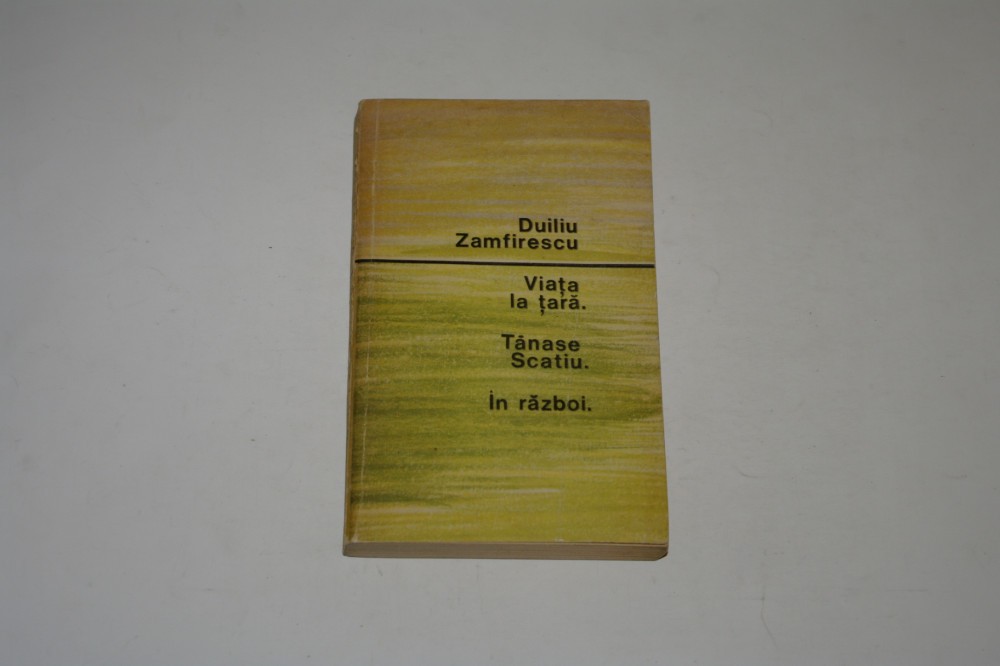 Duiliu
Zamfirescu
Viața
la țară.
Tănase
Scatiu.
În război.